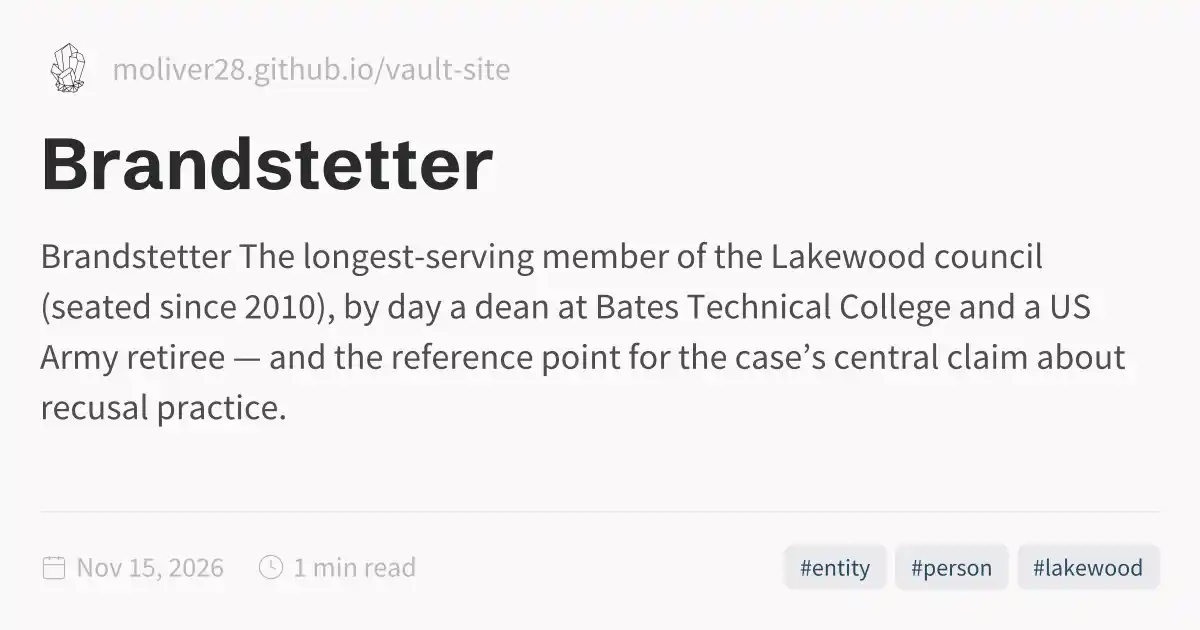 moliver28.github.io/vault-site
Brandstetter
Brandstetter The longest-serving member of the Lakewood council
(seated since 2010), by day a dean at Bates Technical College and a US
Army retiree — and the reference point for the case’s central claim about
recusal practice.
Nov 15, 2026
1 min read
#entity
#person
#lakewood